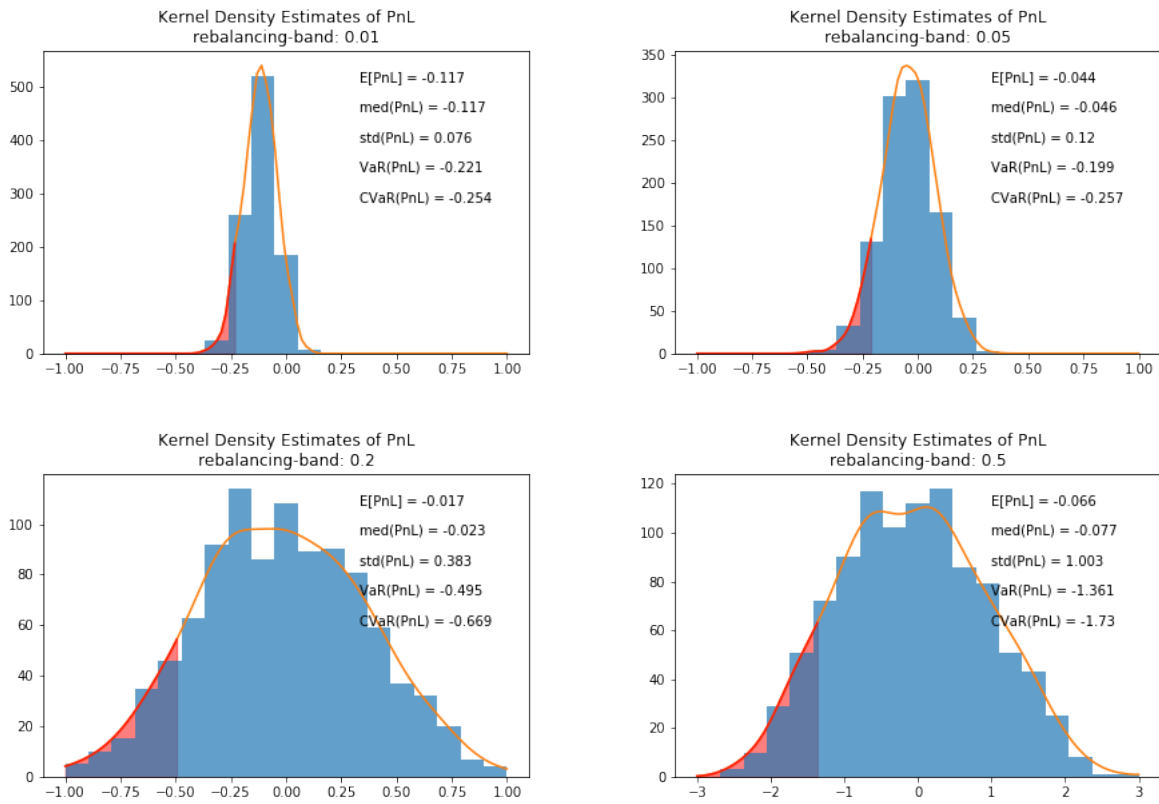 Kernel Density Estimates of PnL
rebalancing-band: 0.01
E[PnL] = -0.117
med(PnL) = -0.117
std(PnL) = 0.076
VaR(PnL) = -0.221
CVaR(PnL) = -0.254
500
400
300
200
100
0
−1.00 −0.75 −0.50 −0.25 0.00 0.25 0.50 0.75 1.00
Kernel Density Estimates of PnL
rebalancing-band: 0.05
E[PnL] = -0.044
med(PnL) = -0.046
std(PnL) = 0.12
VaR(PnL) = -0.199
CVaR(PnL) = -0.257
350
300
250
200
150
100
50
0
−1.00 −0.75 −0.50 −0.25 0.00 0.25 0.50 0.75 1.00
Kernel Density Estimates of PnL
rebalancing-band: 0.2
E[PnL] = -0.017
med(PnL) = -0.023
std(PnL) = 0.383
VaR(PnL) = -0.495
CVaR(PnL) = -0.669
100
80
60
40
20
0
−1.00 −0.75 −0.50 −0.25 0.00 0.25 0.50 0.75 1.00
Kernel Density Estimates of PnL
rebalancing-band: 0.5
E[PnL] = -0.066
med(PnL) = -0.077
std(PnL) = 1.003
VaR(PnL) = -1.361
CVaR(PnL) = -1.73
120
100
80
60
40
20
0
−3 −2 −1 0 1 2 3